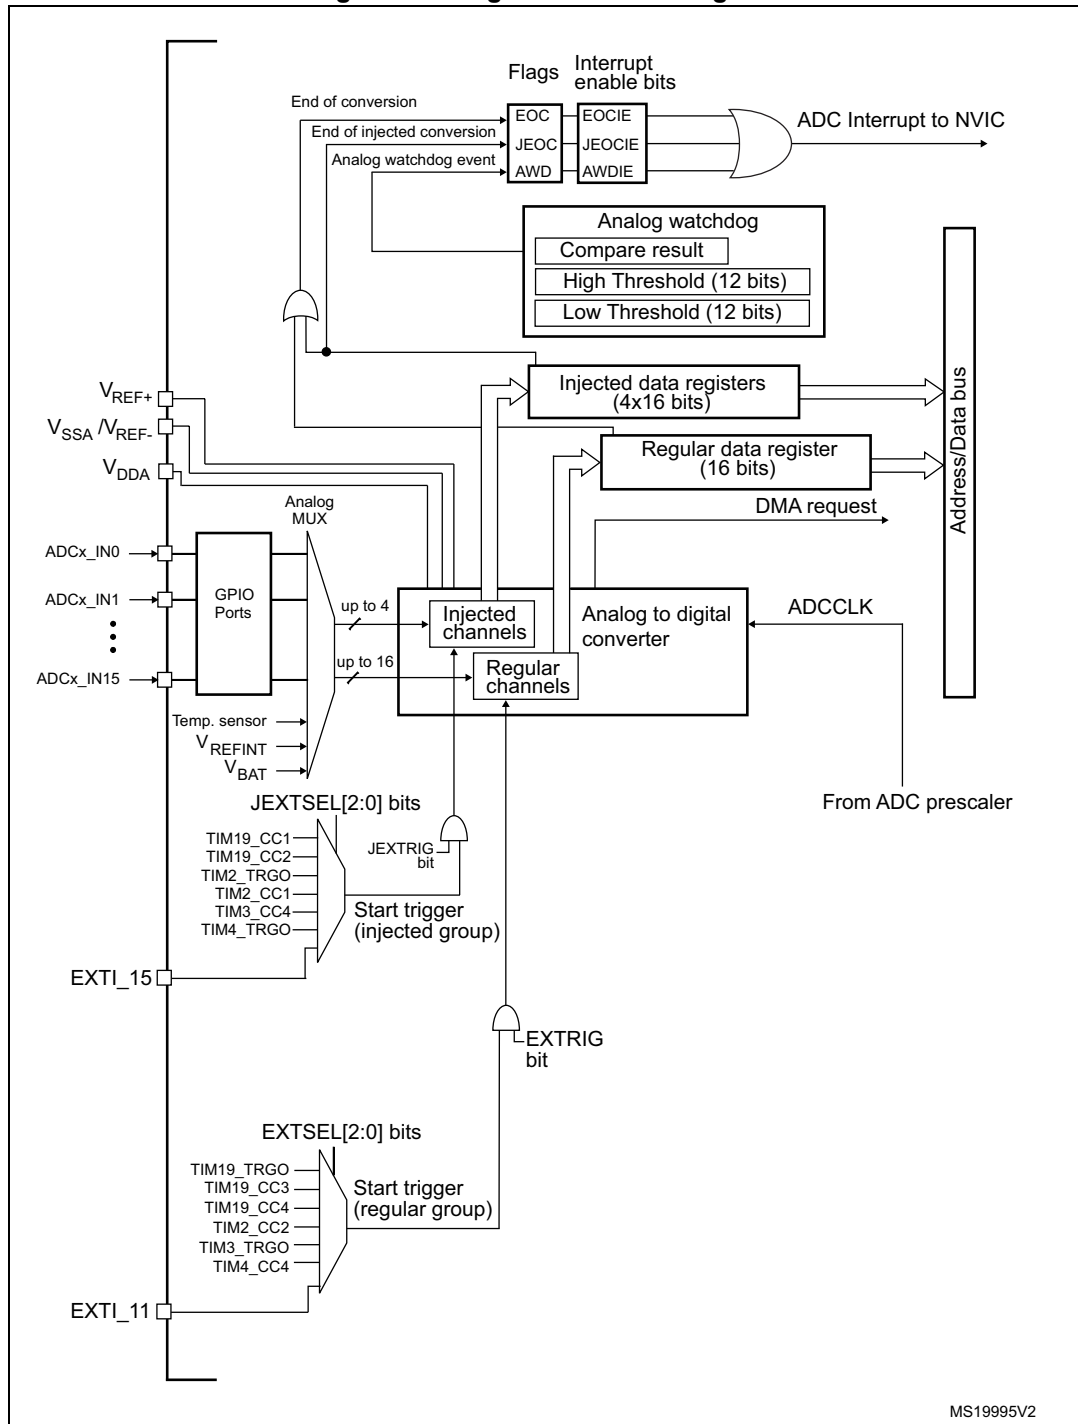 Flags
Interrupt
enable bits
End of conversion
EOC
EOCIE
ADC Interrupt to NVIC
End of injected conversion
JEOC
JEOCIE
Analog watchdog event
AWD
AWDIE
Analog watchdog
Compare result
High Threshold (12 bits)
Low Threshold (12 bits)
Address/Data bus
VREF+
Injected data registers
(4x16 bits)
VSSA /VREF-
Regular data register
(16 bits)
VDDA
Analog
MUX
DMA request
ADCx_IN0
GPIO
Ports
ADCx_IN1
up to 4
Injected
channels
Analog to digital
converter
ADCCLK
up to 16
Regular
channels
ADCx_IN15
Temp. sensor
VREFINT
VBAT
From ADC prescaler
JEXTSEL[2:0] bits
TIM19_CC1
TIM19_CC2
TIM2_TRGO
TIM2_CC1
TIM3_CC4
TIM4_TRGO
JEXTRIG
bit
Start trigger
(injected group)
EXTI_15
EXTRIG
bit
EXTSEL[2:0] bits
TIM19_TRGO
TIM19_CC3
TIM19_CC4
TIM2_CC2
TIM3_TRGO
TIM4_CC4
Start trigger
(regular group)
EXTI_11
MS19995V2